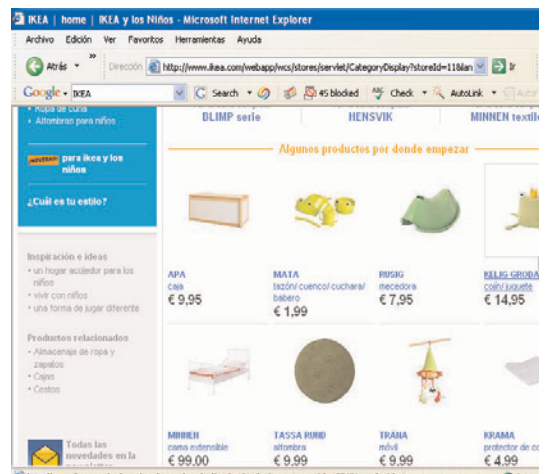 IKEA | home | IKEA y los Niños - Microsoft Internet Explorer
Archivo Edición Ver Favoritos Herramientas Ayuda
Atrás Dirección http://www.ikea.com/webapp/wcs/stores/servlet/CategoryDisplay?storeId=11&lan Ir
Google IKEA Search 45 blocked Check AutoLink
Ropa de cuna
Alfombras para niños
para ikea y los
niños
¿Cuál es tu estilo?
Inspiración e ideas
un hogar acojedor para los
niños
vivir con niños
una forma de jugar diferente
Productos relacionados
Almacenaje de ropa y
zapatos
Cajas
Cestos
Todas las
novedades en la
BLIMP serie HENSVIK MINNEN textile
Algunos productos por donde empezar
APA
caja
€ 9,95
MATA
tazón/cuenco/cuchara/
babero
€ 1,99
RUSIG
mecedora
€ 7,95
KELIG GRODA
cojín/juguete
€ 14,95
MINNEN
cama extensible
€ 99,00
TASSA RUND
alfombra
€ 9,99
TRÄNA
móvil
€ 9,99
KRAMA
protector de co
€ 4,99